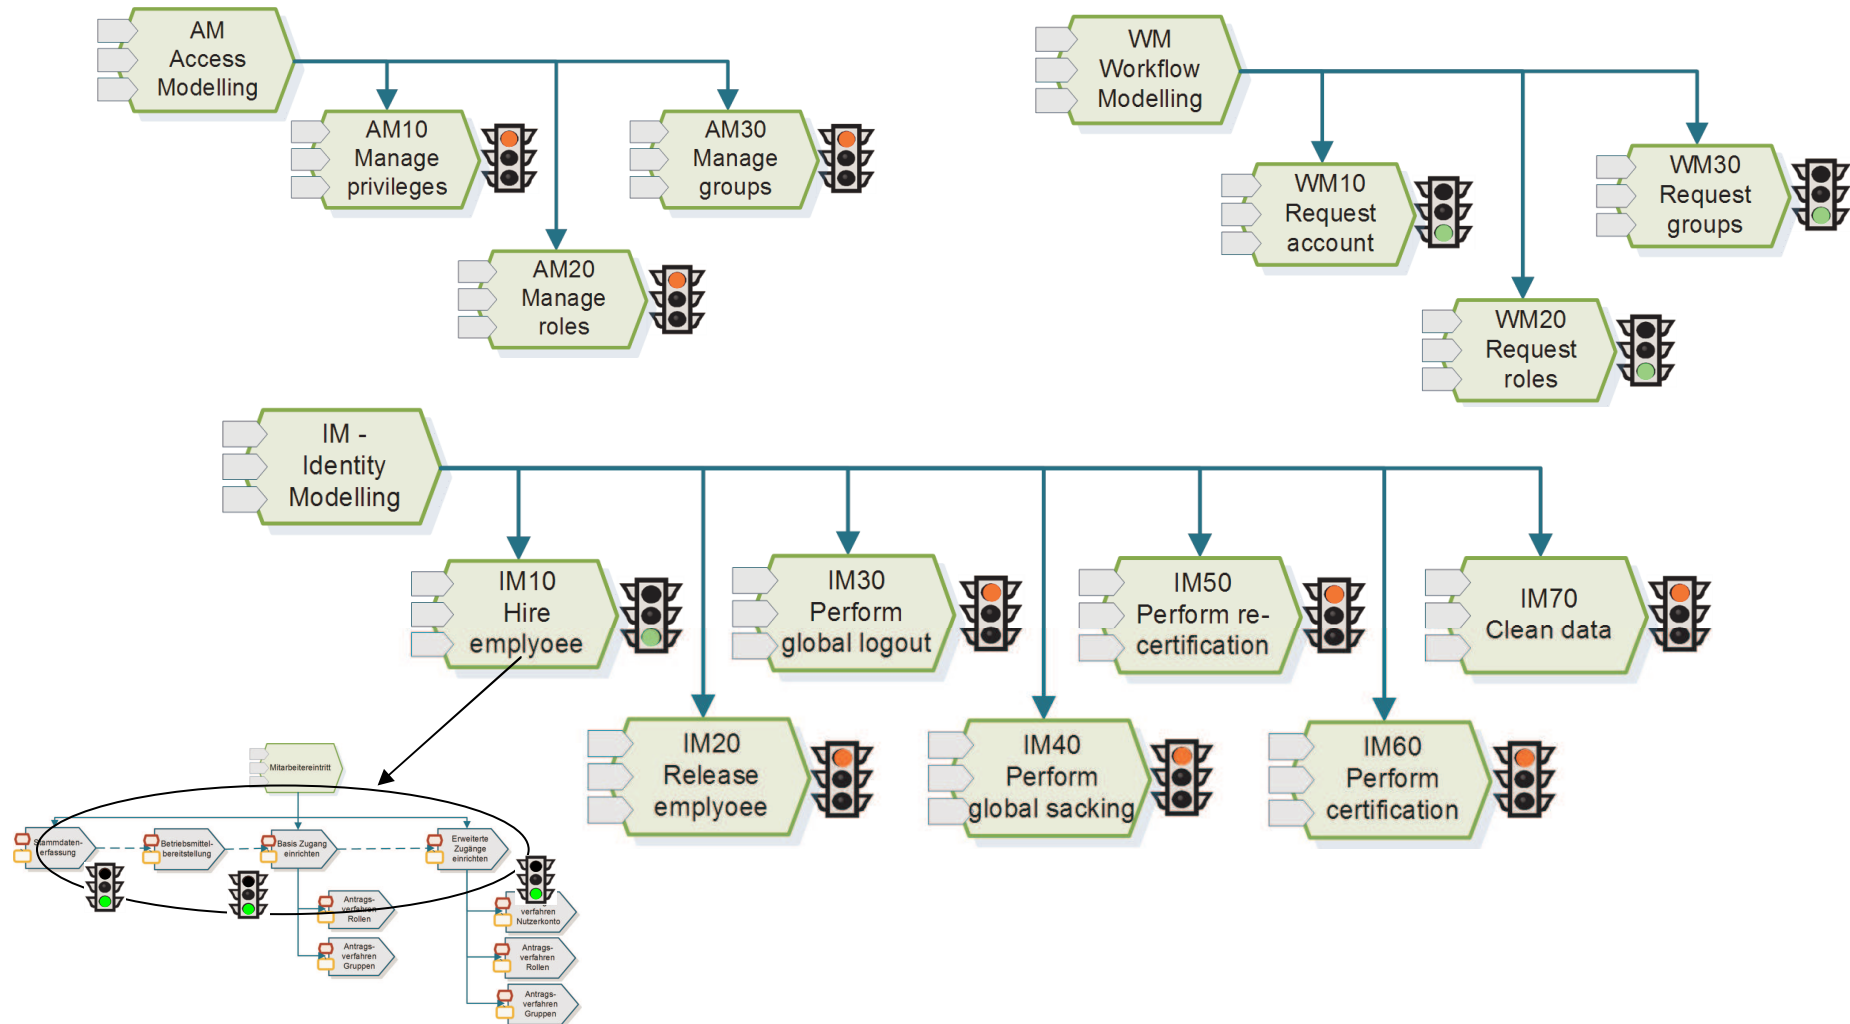 AM
Access
Modelling
AM10
Manage
privileges
AM30
Manage
groups
AM20
Manage
roles
WM
Workflow
Modelling
WM10
Request
account
WM30
Request
groups
WM20
Request
roles
IM -
Identity
Modelling
IM10
Hire
emplyoee
IM30
Perform
global logout
IM50
Perform re-
certification
IM70
Clean data
IM20
Release
emplyoee
IM40
Perform
global sacking
IM60
Perform
certification
Mitarbeitereintritt
Stammdaten-
erfassung
Betriebsmittel-
bereitstellung
Basis Zugang
einrichten
Erweiterte
Zugänge
einrichten
Antrags-
verfahren
Rollen
Antrags-
verfahren
Gruppen
verfahren
Nutzerkonto
Antrags-
verfahren
Rollen
Antrags-
verfahren
Gruppen